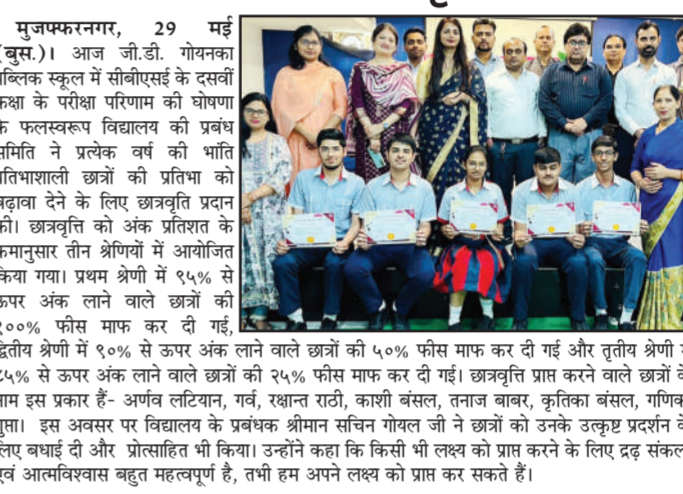 मुजफ्फरनगर, 29 मई
(बुस.)। आज जी.डी. गोयनका
पब्लिक स्कूल में सीबीएसई के दसवीं
कक्षा के परीक्षा परिणाम की घोषणा
के फलस्वरूप विद्यालय की प्रबंध
समिति ने प्रत्येक वर्ष की भांति
प्रतिभाशाली छात्रों की प्रतिभा को
बढ़ावा देने के लिए छात्रवृति प्रदान
की। छात्रवृत्ति को अंक प्रतिशत के
क्रमानुसार तीन श्रेणियों में आयोजित
किया गया। प्रथम श्रेणी में ९५% से
ऊपर अंक लाने वाले छात्रों की
१००% फीस माफ कर दी गई,
द्वितीय श्रेणी में ९०% से ऊपर अंक लाने वाले छात्रों की ५०% फीस माफ कर दी गई और तृतीय श्रेणी में
८५% से ऊपर अंक लाने वाले छात्रों की २५% फीस माफ कर दी गई। छात्रवृत्ति प्राप्त करने वाले छात्रों के
नाम इस प्रकार हैं- अर्णव लटियान, गर्व, रक्षान्त राठी, काशी बंसल, तनाज बाबर, कृतिका बंसल, गणिका
गुप्ता। इस अवसर पर विद्यालय के प्रबंधक श्रीमान सचिन गोयल जी ने छात्रों को उनके उत्कृष्ट प्रदर्शन के
लिए बधाई दी और प्रोत्साहित भी किया। उन्होंने कहा कि किसी भी लक्ष्य को प्राप्त करने के लिए द्रढ़ संकल्प
एवं आत्मविश्वास बहुत महत्वपूर्ण है, तभी हम अपने लक्ष्य को प्राप्त कर सकते हैं।